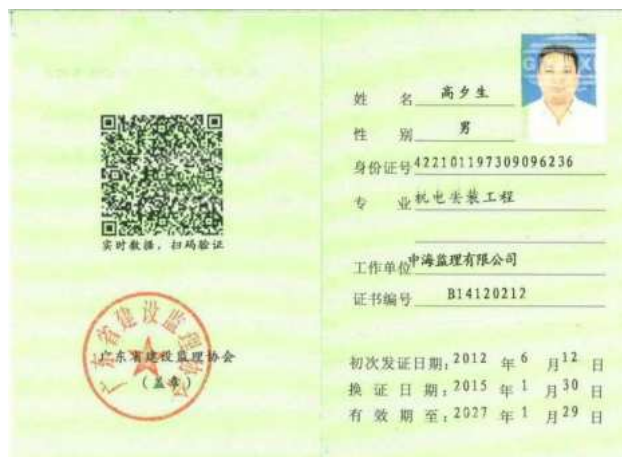 实时数据，扫码验证
广东省建设监理协会
广东省建设监理协会
（盖章）
姓 名 高夕生
性 别 男
身份证号 422101197309096236
专 业 机电安装工程
工作单位 中海监理有限公司
证书编号 B14120212
初次发证日期：2012 年 6 月 12 日
换 证 日 期：2015 年 1 月 30 日
有 效 期 至：2027 年 1 月 29 日